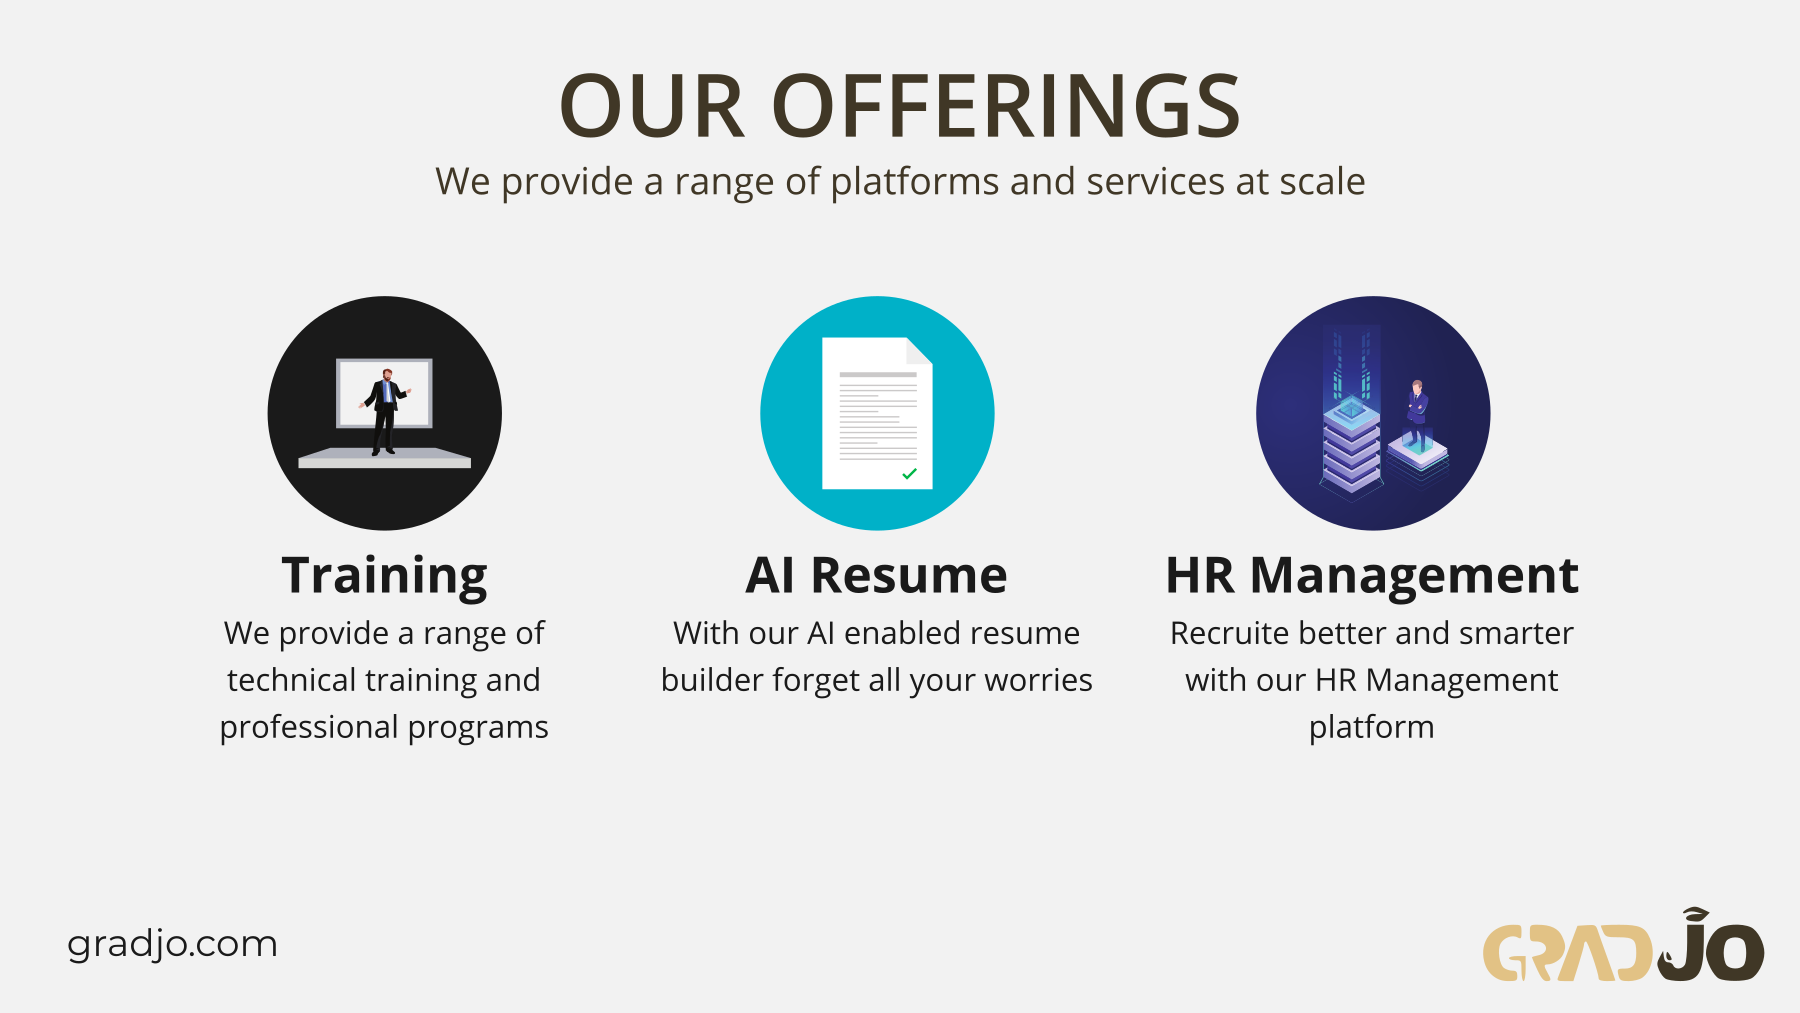 OUR OFFERINGS
We provide a range of platforms and services at scale
Training
We provide a range of
technical training and
professional programs
AI Resume
With our AI enabled resume
builder forget all your worries
HR Management
Recruite better and smarter
with our HR Management
platform
gradjo.com
GRADJO